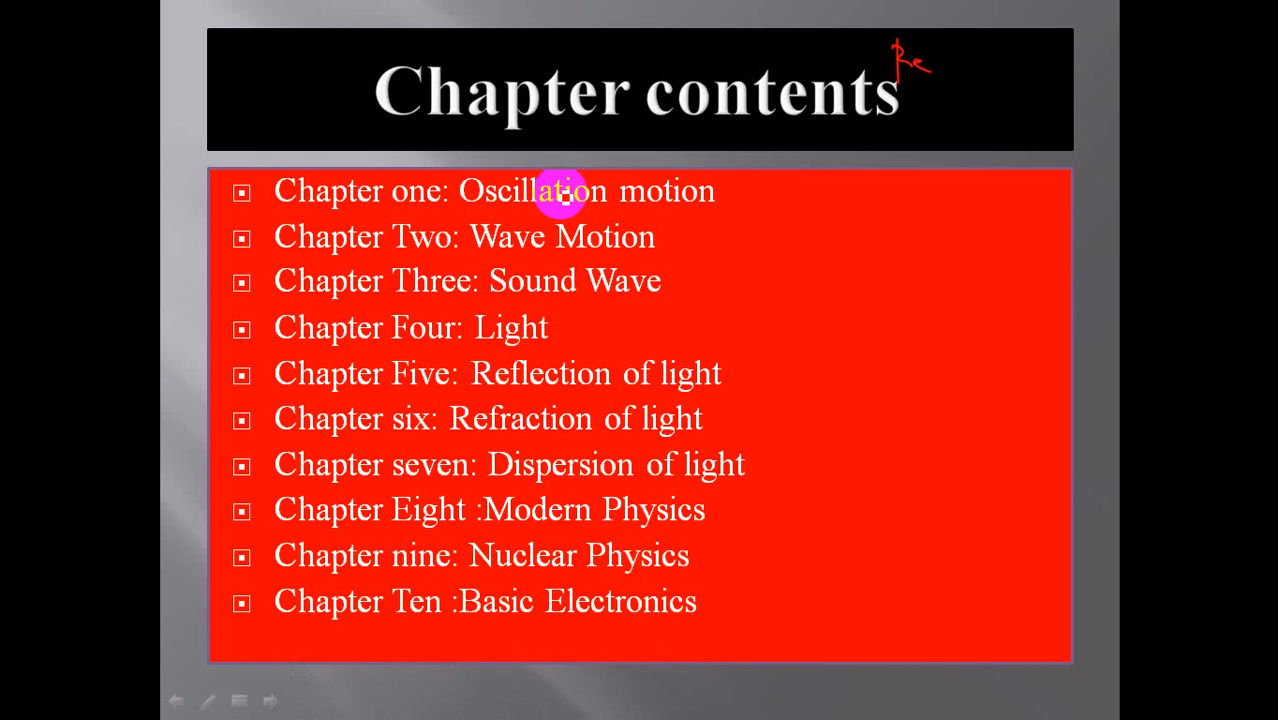 Chapter contents
Re
Chapter one: Oscillation motion
Chapter Two: Wave Motion
Chapter Three: Sound Wave
Chapter Four: Light
Chapter Five: Reflection of light
Chapter six: Refraction of light
Chapter seven: Dispersion of light
Chapter Eight :Modern Physics
Chapter nine: Nuclear Physics
Chapter Ten :Basic Electronics